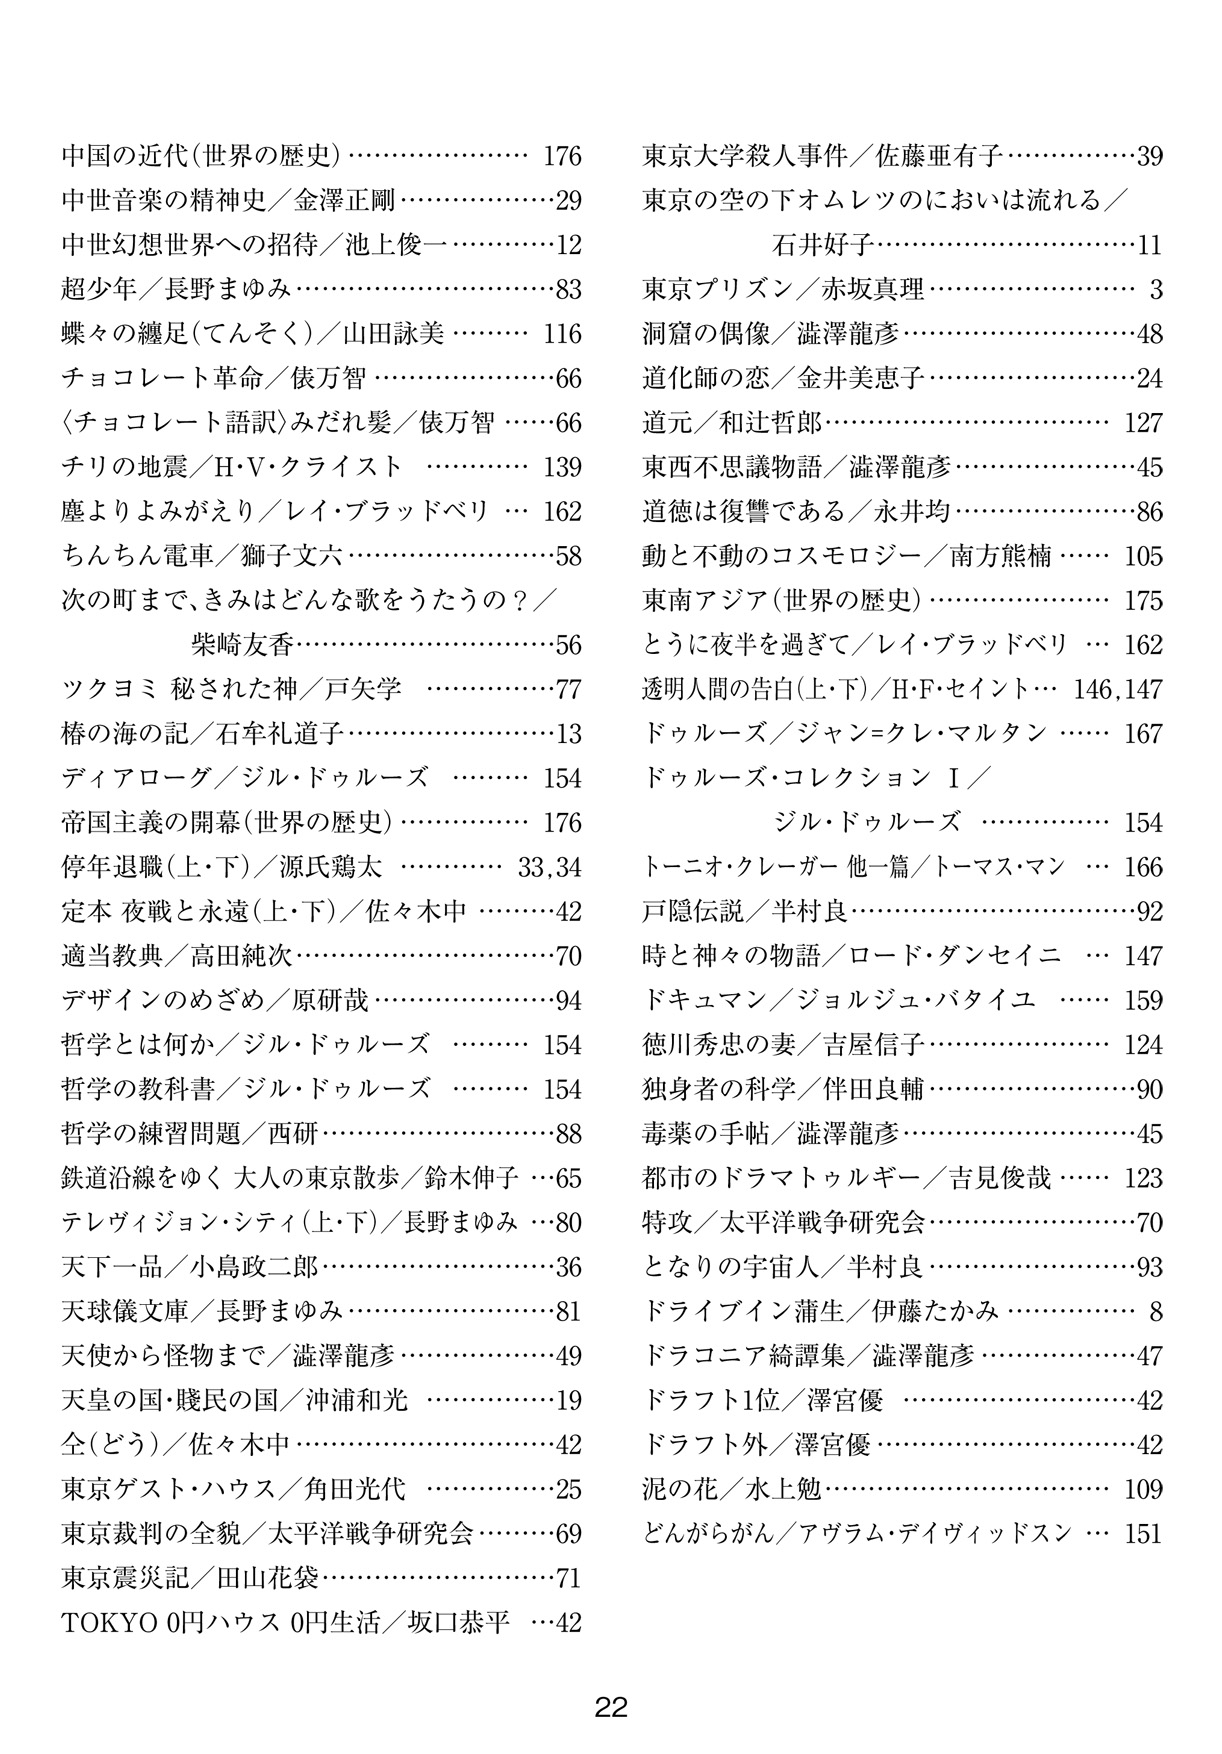 中国の近代(世界の歴史)………………… 176
中世音楽の精神史／金澤正剛………………29
中世幻想世界への招待／池上俊一…………12
超少年／長野まゆみ…………………………83
蝶々の纏足(てんそく)／山田詠美 ……… 116
チョコレート革命／俵万智 …………………66
〈チョコレート語訳〉みだれ髪／俵万智 ……66
チリの地震／H・V・クライスト ………… 139
塵よりよみがえり／レイ・ブラッドベリ … 162
ちんちん電車／獅子文六……………………58
次の町まで、きみはどんな歌をうたうの？／
柴崎友香…………………………56
ツクヨミ 秘された神／戸矢学 ……………77
椿の海の記／石牟礼道子……………………13
ディアローグ／ジル・ドゥルーズ ……… 154
帝国主義の開幕(世界の歴史)…………… 176
停年退職(上・下)／源氏鶏太 ………… 33,34
定本 夜戦と永遠(上・下)／佐々木中 ………42
適当教典／高田純次…………………………70
デザインのめざめ／原研哉…………………94
哲学とは何か／ジル・ドゥルーズ ……… 154
哲学の教科書／ジル・ドゥルーズ ……… 154
哲学の練習問題／西研………………………88
鉄道沿線をゆく 大人の東京散歩／鈴木伸子 …65
テレヴィジョン・シティ(上・下)／長野まゆみ …80
天下一品／小島政二郎………………………36
天球儀文庫／長野まゆみ……………………81
天使から怪物まで／澁澤龍彥………………49
天皇の国・賤民の国／沖浦和光 ……………19
仝(どう)／佐々木中…………………………42
東京ゲスト・ハウス／角田光代 ……………25
東京裁判の全貌／太平洋戦争研究会………69
東京震災記／田山花袋………………………71
TOKYO 0円ハウス 0円生活／坂口恭平 …42
東京大学殺人事件／佐藤亜有子……………39
東京の空の下オムレツのにおいは流れる／
石井好子…………………………11
東京プリズン／赤坂真理…………………… 3
洞窟の偶像／澁澤龍彥………………………48
道化師の恋／金井美恵子……………………24
道元／和辻哲郎…………………………… 127
東西不思議物語／澁澤龍彥…………………45
道徳は復讐である／永井均…………………86
動と不動のコスモロジー／南方熊楠 …… 105
東南アジア(世界の歴史)………………… 175
とうに夜半を過ぎて／レイ・ブラッドベリ … 162
透明人間の告白(上・下)／H・F・セイント… 146,147
ドゥルーズ／ジャン=クレ・マルタン …… 167
ドゥルーズ・コレクション Ⅰ／
ジル・ドゥルーズ …………… 154
トーニオ・クレーガー 他一篇／トーマス・マン … 166
戸隠伝説／半村良……………………………92
時と神々の物語／ロード・ダンセイニ … 147
ドキュマン／ジョルジュ・バタイユ …… 159
徳川秀忠の妻／吉屋信子………………… 124
独身者の科学／伴田良輔……………………90
毒薬の手帖／澁澤龍彥………………………45
都市のドラマトゥルギー／吉見俊哉…… 123
特攻／太平洋戦争研究会……………………70
となりの宇宙人／半村良……………………93
ドライブイン蒲生／伊藤たかみ …………… 8
ドラコニア綺譚集／澁澤龍彥………………47
ドラフト1位／澤宮優 ………………………42
ドラフト外／澤宮優…………………………42
泥の花／水上勉…………………………… 109
どんがらがん／アヴラム・デイヴィッドスン … 151
22